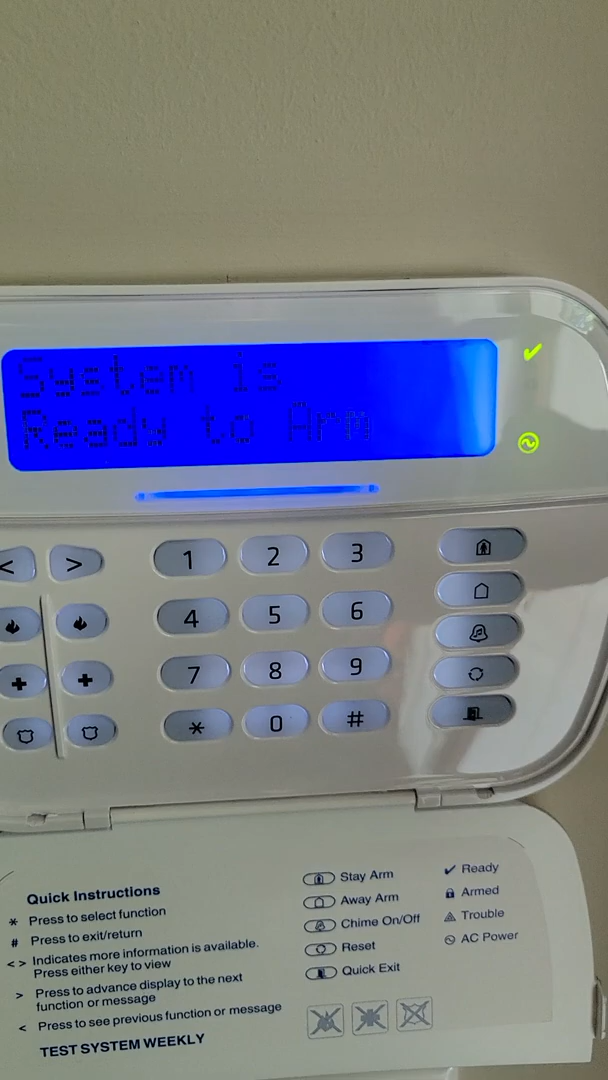 System is
Ready to Arm
< > 1 2 3
4 5 6
7 8 9
* 0 #
Quick Instructions
* Press to select function
# Press to exit/return
< > Indicates more information is available.
Press either key to view
> Press to advance display to the next
function or message
< Press to see previous function or message
TEST SYSTEM WEEKLY
Stay Arm
Away Arm
Chime On/Off
Reset
Quick Exit
Ready
Armed
Trouble
AC Power